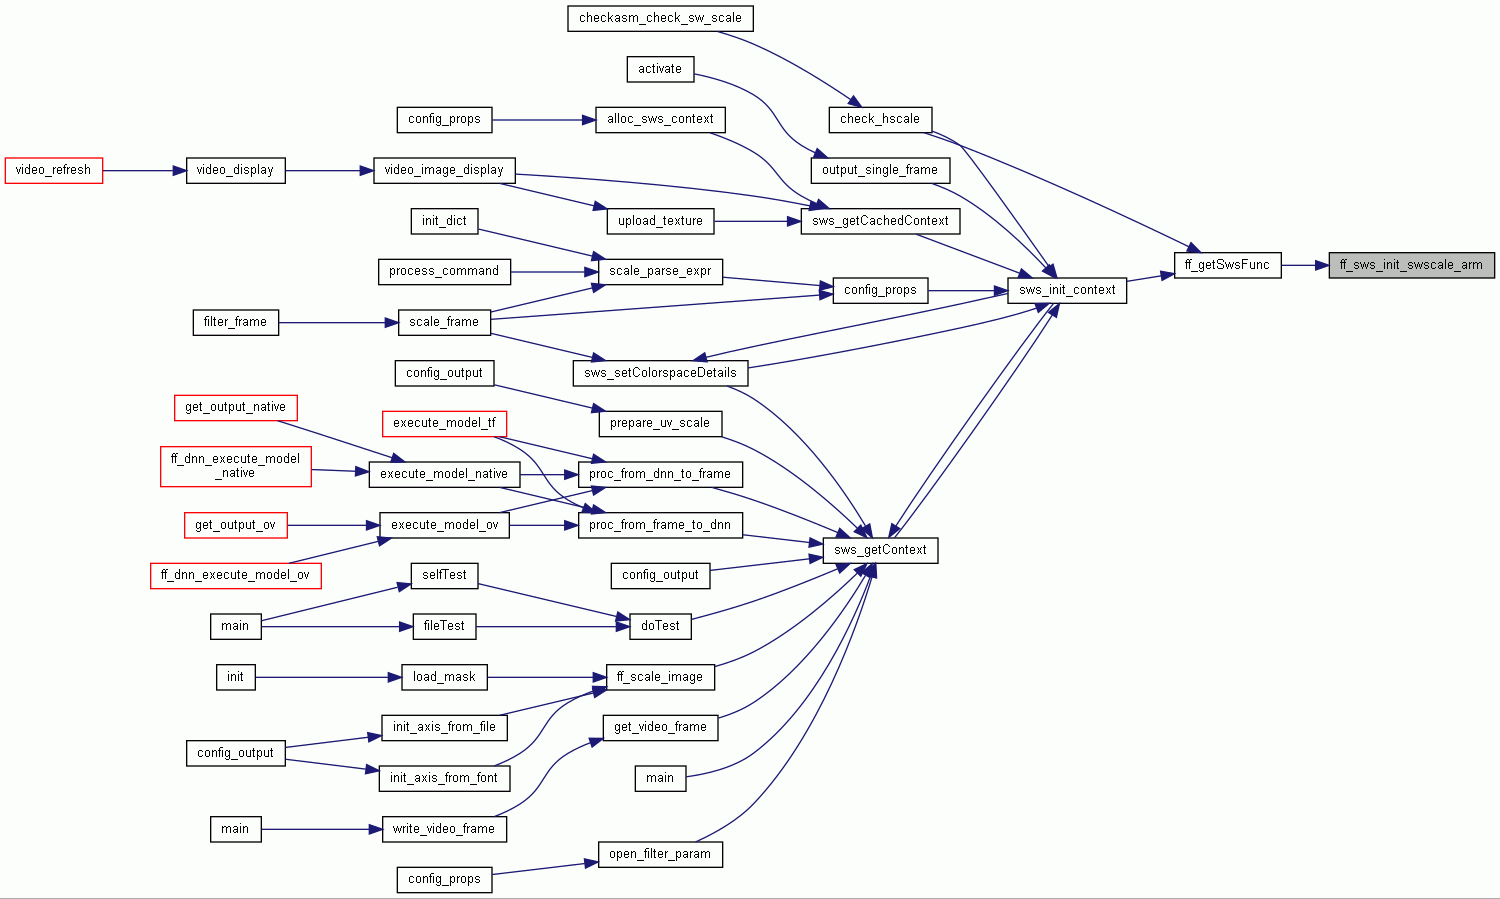 checkasm_check_sw_scale
activate
config_props
alloc_sws_context
check_hscale
video_refresh
video_display
video_image_display
output_single_frame
init_dict
upload_texture
sws_getCachedContext
process_command
scale_parse_expr
ff_getSwsFunc
ff_sws_init_swscale_arm
config_props
sws_init_context
filter_frame
scale_frame
config_output
sws_setColorspaceDetails
get_output_native
execute_model_tf
prepare_uv_scale
ff_dnn_execute_model
_native
execute_model_native
proc_from_dnn_to_frame
get_output_ov
execute_model_ov
proc_from_frame_to_dnn
sws_getContext
ff_dnn_execute_model_ov
selfTest
config_output
main
fileTest
doTest
init
load_mask
ff_scale_image
init_axis_from_file
get_video_frame
config_output
init_axis_from_font
main
main
write_video_frame
open_filter_param
config_props